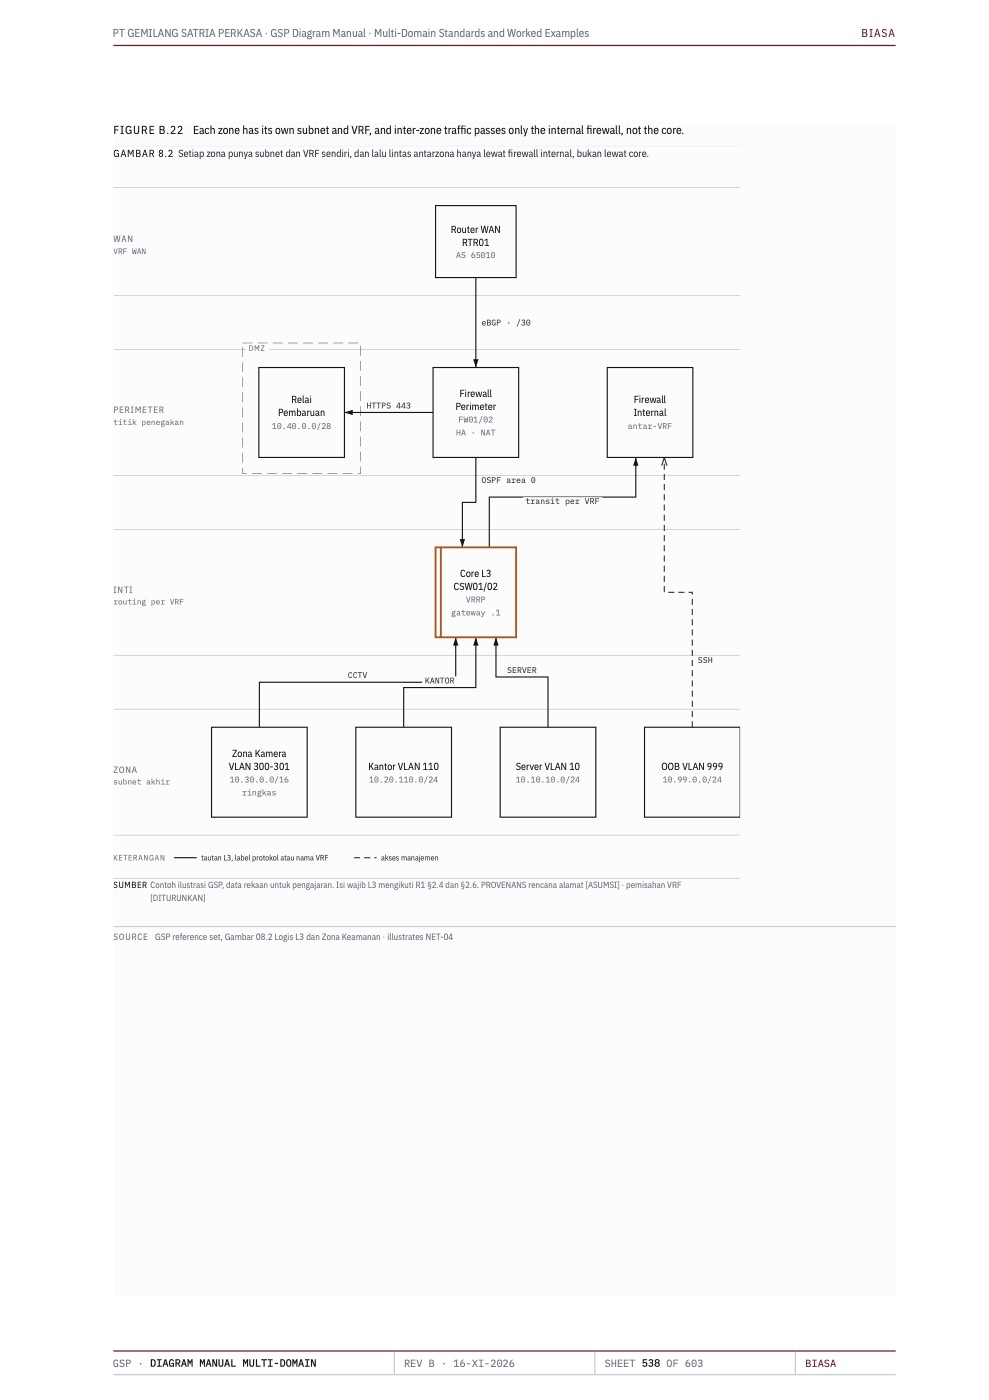 PT GEMILANG SATRIA PERKASA · GSP Diagram Manual · Multi-Domain Standards and Worked Examples
BIASA
FIGURE B.22 Each zone has its own subnet and VRF, and inter-zone traffic passes only the internal firewall, not the core.
GAMBAR 8.2 Setiap zona punya subnet dan VRF sendiri, dan lalu lintas antarzona hanya lewat firewall internal, bukan lewat core.
WAN
VRF WAN
Router WAN
RTR01
AS 65010
eBGP · /30
DMZ
PERIMETER
titik penegakan
Relai
Pembaruan
10.40.0.0/28
HTTPS 443
Firewall
Perimeter
FW01/02
HA · NAT
Firewall
Internal
antar-VRF
OSPF area 0
transit per VRF
INTI
routing per VRF
Core L3
CSW01/02
VRRP
gateway .1
SSH
CCTV
KANTOR
SERVER
ZONA
subnet akhir
Zona Kamera
VLAN 300-301
10.30.0.0/16
ringkas
Kantor VLAN 110
10.20.110.0/24
Server VLAN 10
10.10.10.0/24
OOB VLAN 999
10.99.0.0/24
KETERANGAN
tautan L3, label protokol atau nama VRF
akses manajemen
SUMBER Contoh ilustrasi GSP, data rekaan untuk pengajaran. Isi wajib L3 mengikuti R1 §2.4 dan §2.6. PROVENANS rencana alamat [ASUMSI] · pemisahan VRF
[DITURUNKAN]
SOURCE GSP reference set, Gambar 08.2 Logis L3 dan Zona Keamanan · illustrates NET-04
GSP · DIAGRAM MANUAL MULTI-DOMAIN
REV B · 16-XI-2026
SHEET 538 OF 603
BIASA